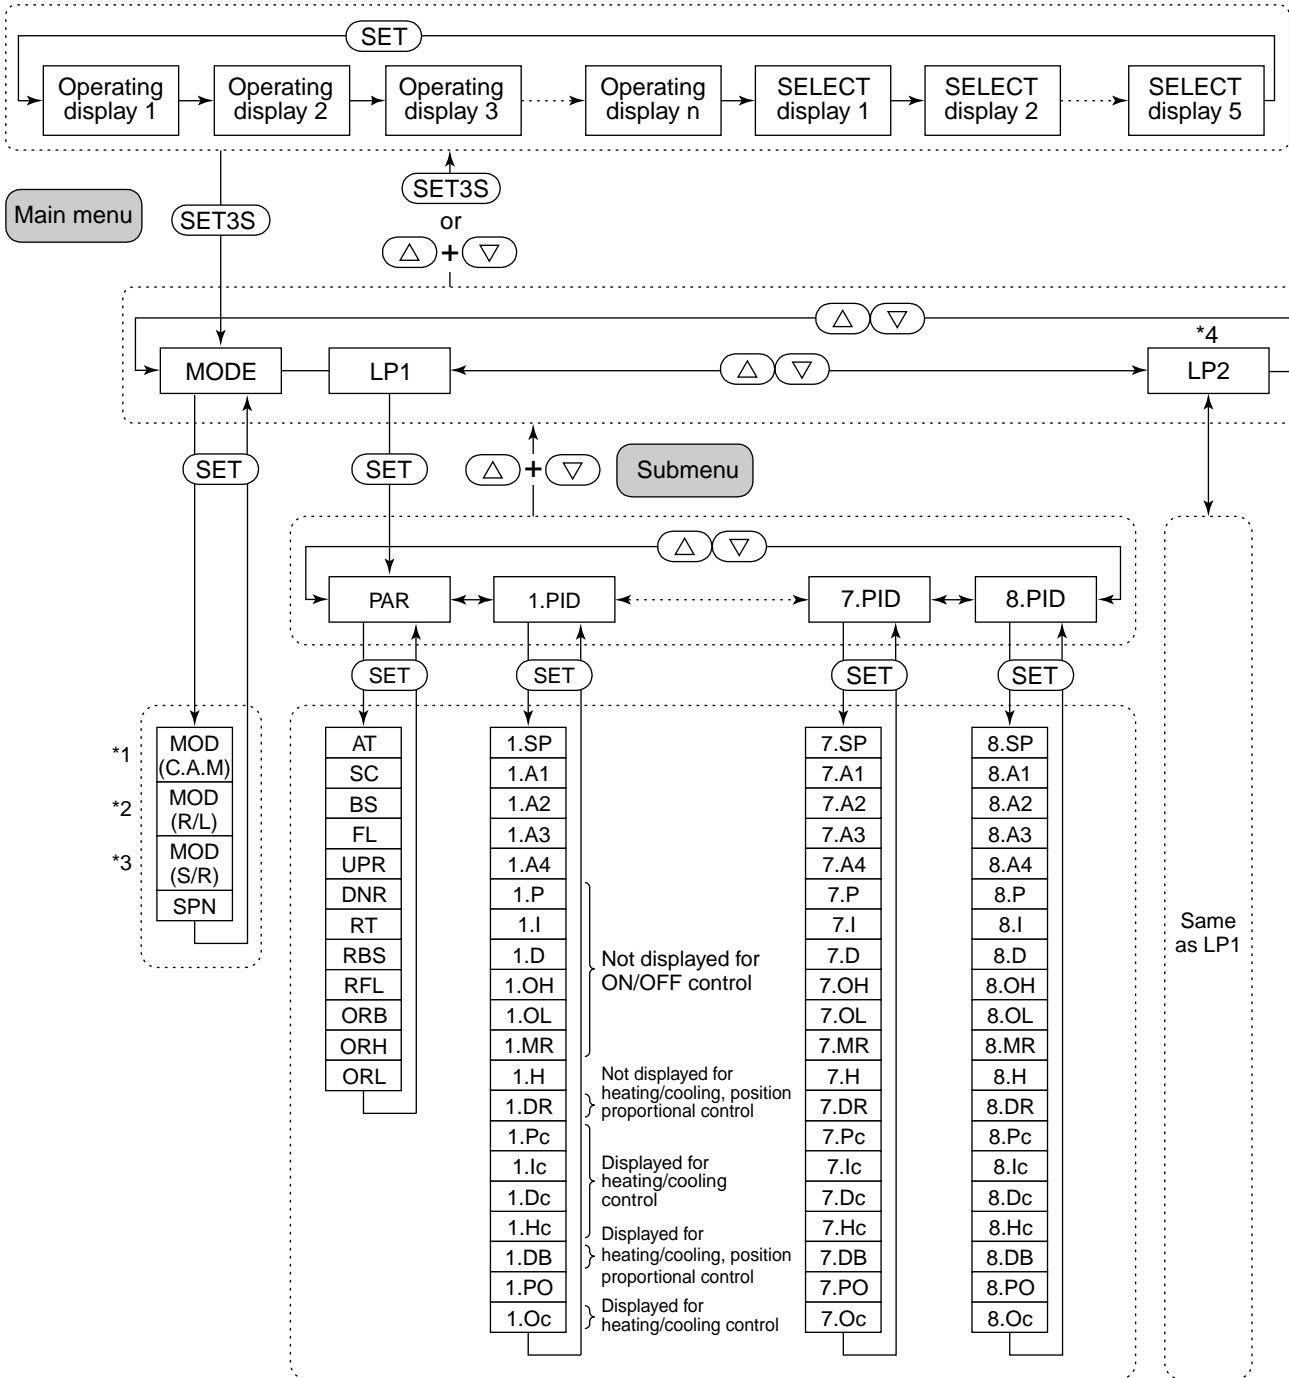 SET
Operating
display 1
Operating
display 2
Operating
display 3
Operating
display n
SELECT
display 1
SELECT
display 2
SELECT
display 5
Main menu
SET3S
SET3S
or
△ + ▽
△ ▽
*4
MODE
LP1
△ ▽
LP2
SET
SET
△ + ▽
Submenu
△ ▽
PAR
1.PID
7.PID
8.PID
SET
SET
SET
SET
*1
MOD
(C.A.M)
*2
MOD
(R/L)
*3
MOD
(S/R)
SPN
AT
SC
BS
FL
UPR
DNR
RT
RBS
RFL
ORB
ORH
ORL
1.SP
1.A1
1.A2
1.A3
1.A4
1.P
1.I
1.D
1.OH
1.OL
1.MR
1.H
1.DR
1.Pc
1.Ic
1.Dc
1.Hc
1.DB
1.PO
1.Oc
Not displayed for
ON/OFF control
Not displayed for
heating/cooling, position
proportional control
Displayed for
heating/cooling
control
Displayed for
heating/cooling, position
proportional control
Displayed for
heating/cooling control
7.SP
7.A1
7.A2
7.A3
7.A4
7.P
7.I
7.D
7.OH
7.OL
7.MR
7.H
7.DR
7.Pc
7.Ic
7.Dc
7.Hc
7.DB
7.PO
7.Oc
8.SP
8.A1
8.A2
8.A3
8.A4
8.P
8.I
8.D
8.OH
8.OL
8.MR
8.H
8.DR
8.Pc
8.Ic
8.Dc
8.Hc
8.DB
8.PO
8.Oc
Same
as LP1